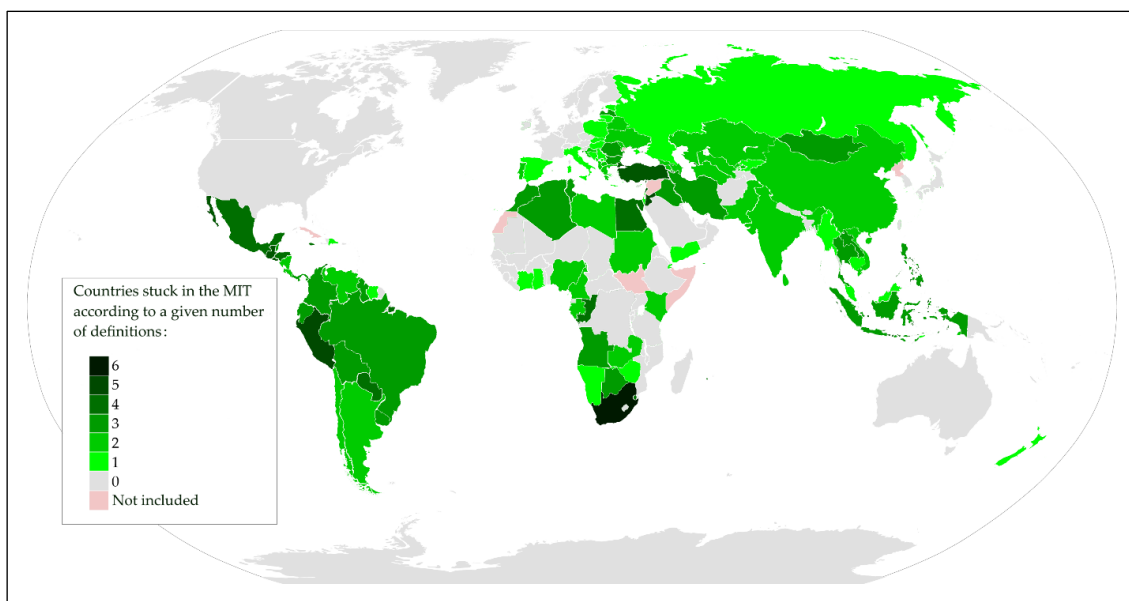 Countries stuck in the MIT
according to a given number
of definitions:
6
5
4
3
2
1
0
Not included